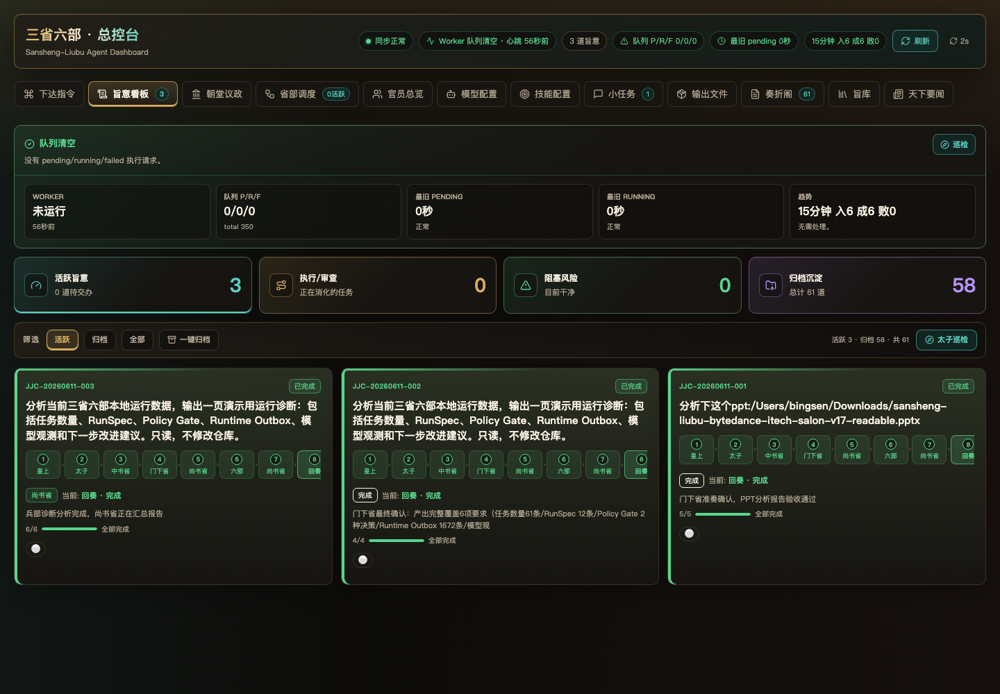 三省六部 · 总控台
Sansheng-Liubu Agent Dashboard
同步正常
Worker 队列清空 · 心跳 56秒前
3 道旨意
队列 P/R/F 0/0/0
最旧 pending 0秒
15分钟 入6 成6 败0
刷新
2s
下达指令
旨意看板 3
朝堂议政
省部调度 0活跃
官员总览
模型配置
技能配置
小任务 1
输出文件
奏折阁 61
旨库
天下要闻
队列清空
没有 pending/running/failed 执行请求。
巡检
WORKER
未运行
56秒前
队列 P/R/F
0/0/0
total 350
最旧 PENDING
0秒
正常
最旧 RUNNING
0秒
正常
趋势
15分钟 入6 成6 败0
无需处理。
活跃旨意
0 道待交办
3
执行/审查
正在消化的任务
0
阻塞风险
目前干净
0
归档沉淀
总计 61 道
58
筛选
活跃
归档
全部
一键归档
活跃 3 · 归档 58 · 共 61
太子巡检
JJC-20260611-003
已完成
分析当前三省六部本地运行数据，输出一页演示用运行诊断：包
括任务数量、RunSpec、Policy Gate、Runtime Outbox、模
型观测和下一步改进建议。只读，不修改仓库。
1 2 3 4 5 6 7 8
皇上 太子 中书省 门下省 尚书省 六部 尚书省 回奏
尚书省 当前: 回奏 · 完成
兵部诊断分析完成，尚书省正在汇总报告
6/6 全部完成
JJC-20260611-002
已完成
分析当前三省六部本地运行数据，输出一页演示用运行诊断：包
括任务数量、RunSpec、Policy Gate、Runtime Outbox、模
型观测和下一步改进建议。只读，不修改仓库。
1 2 3 4 5 6 7 8
皇上 太子 中书省 门下省 尚书省 六部 尚书省 回奏
完成 当前: 回奏 · 完成
门下省最终确认：产出完整覆盖6项要求（任务数量61条/RunSpec 12条/Policy Gate 2
种决策/Runtime Outbox 1672条/模型观
4/4 全部完成
JJC-20260611-001
已完成
分析下这个ppt:/Users/bingsen/Downloads/sansheng-
liubu-bytedance-itech-salon-v17-readable.pptx
1 2 3 4 5 6 7 8
皇上 太子 中书省 门下省 尚书省 六部 尚书省 回奏
完成 当前: 回奏 · 完成
门下省准奏确认，PPT分析报告验收通过
5/5 全部完成